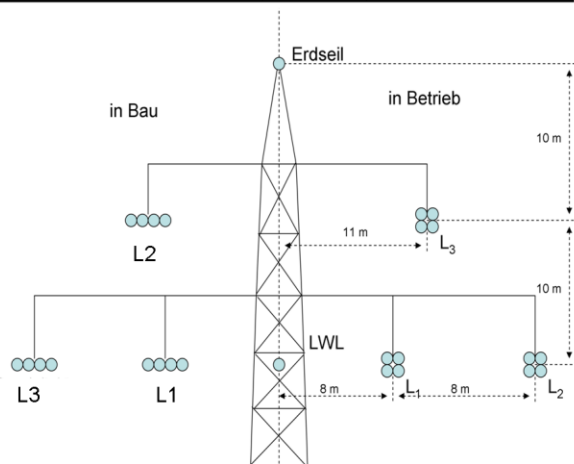 Erdseil
in Bau
in Betrieb
10 m
L2
11 m
L3
10 m
LWL
L3
L1
8 m
L1
8 m
L2